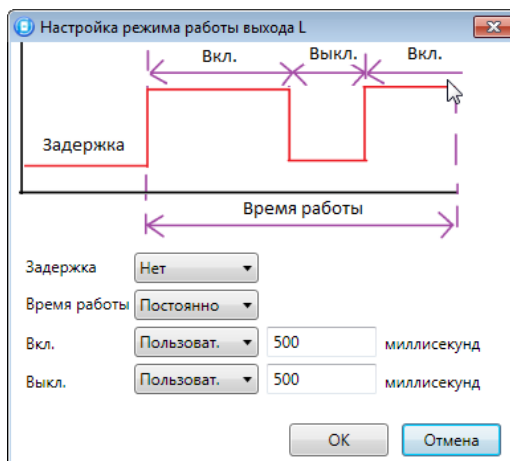 Настройка режима работы выхода L
Вкл. Выкл. Вкл.
Задержка
Время работы
Задержка Нет
Время работы Постоянно
Вкл. Пользоват. 500 миллисекунд
Выкл. Пользоват. 500 миллисекунд
OK Отмена